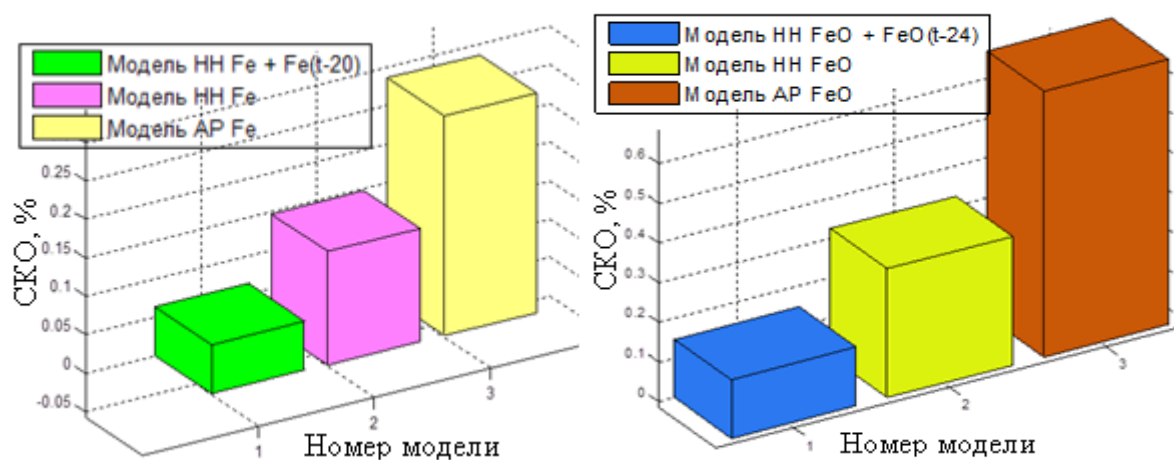 Модель НН Fe + Fe(t-20)
Модель НН Fe
Модель АР Fe
0.25
0.2
0.15
0.1
0.05
0
-0.05
СКО, %
1
2
3
Номер модели
Модель НН FeO + FeO(t-24)
Модель НН FeO
Модель АР FeO
0.6
0.5
0.4
0.3
0.2
0.1
0
СКО, %
1
2
3
Номер модели